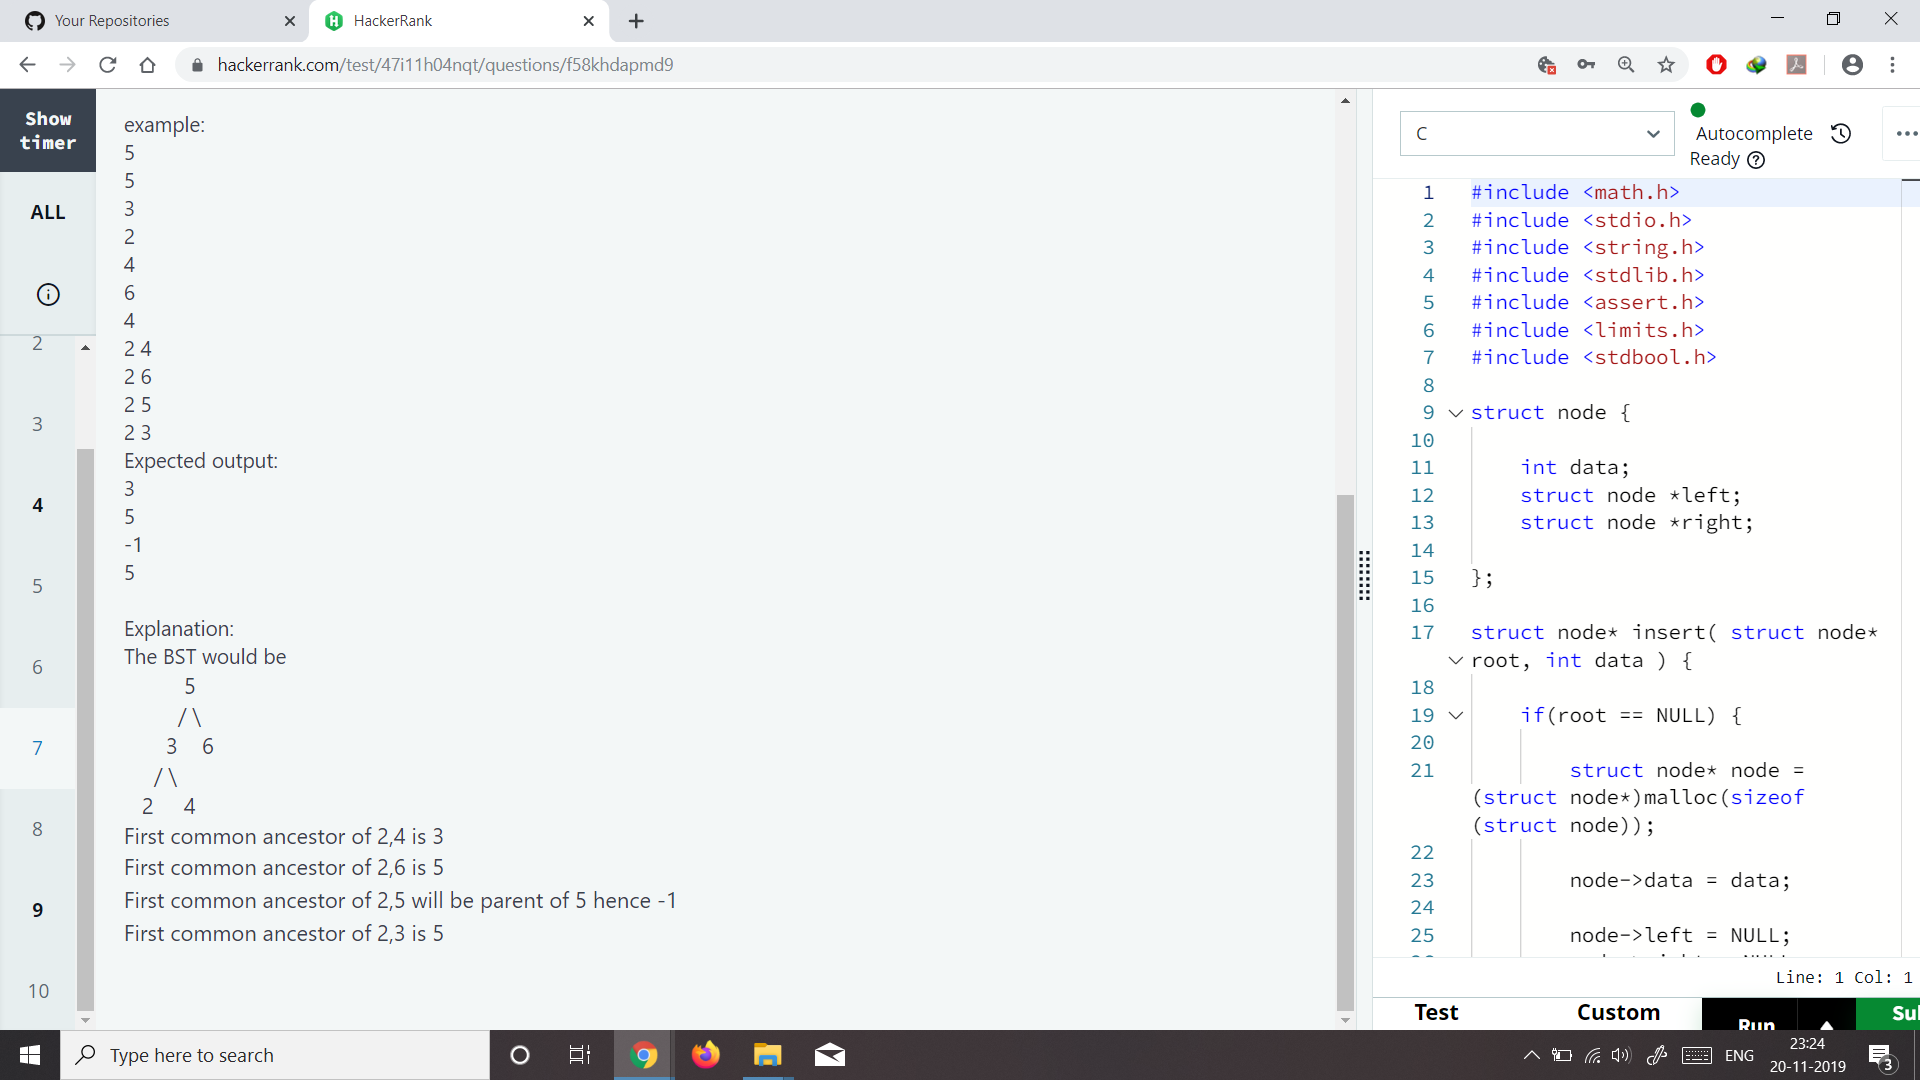 Your Repositories
HackerRank
hackerrank.com/test/47i11h04nqt/questions/f58khdapmd9
Show
timer
ALL
2
3
4
5
6
7
8
9
10
example:
5
5
3
2
4
6
4
2 4
2 6
2 5
2 3
Expected output:
3
5
-1
5
Explanation:
The BST would be
5
/ \
3 6
/ \
2 4
First common ancestor of 2,4 is 3
First common ancestor of 2,6 is 5
First common ancestor of 2,5 will be parent of 5 hence -1
First common ancestor of 2,3 is 5
C
Autocomplete
Ready
1 #include <math.h>
2 #include <stdio.h>
3 #include <string.h>
4 #include <stdlib.h>
5 #include <assert.h>
6 #include <limits.h>
7 #include <stdbool.h>
8
9 struct node {
10
11 int data;
12 struct node *left;
13 struct node *right;
14
15 };
16
17 struct node* insert( struct node*
root, int data ) {
18
19 if(root == NULL) {
20
21 struct node* node =
(struct node*)malloc(sizeof
(struct node));
22
23 node->data = data;
24
25 node->left = NULL;
Line: 1 Col: 1
Test
Custom
Run
Su
Type here to search
ENG
23:24
20-11-2019
3